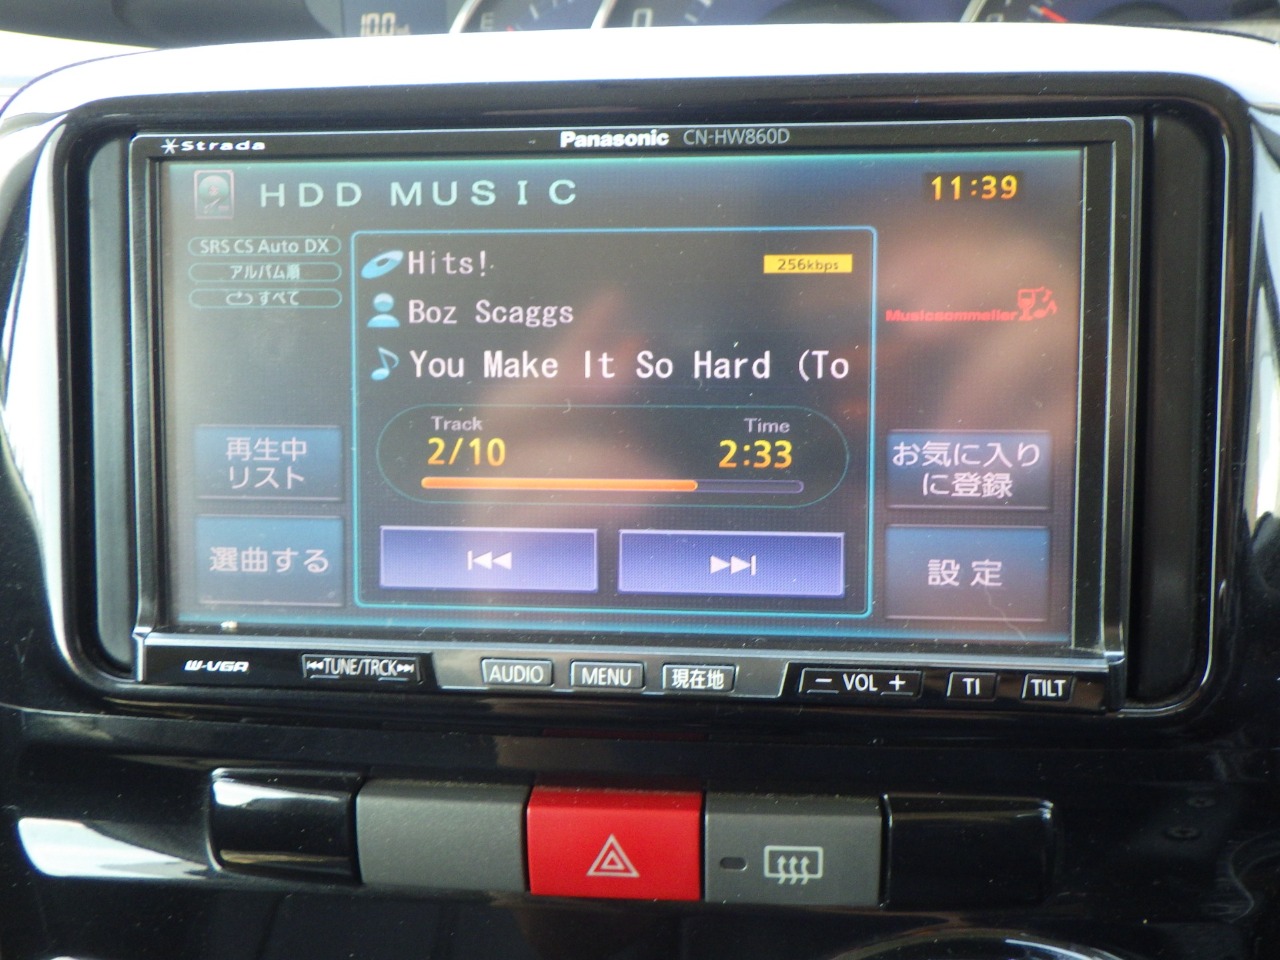 10.0
E
Strada
Panasonic CN-HW860D
HDD MUSIC
11:39
SRS CS Auto DX
アルバム順
すべて
Hits!
256kbps
Boz Scaggs
Musicsommelier
You Make It So Hard (To
Track
Time
2/10
2:33
再生中
リスト
お気に入り
に登録
選曲する
設定
W-VGA
TUNE/TRCK
AUDIO
MENU
現在地
− VOL +
TI
TILT